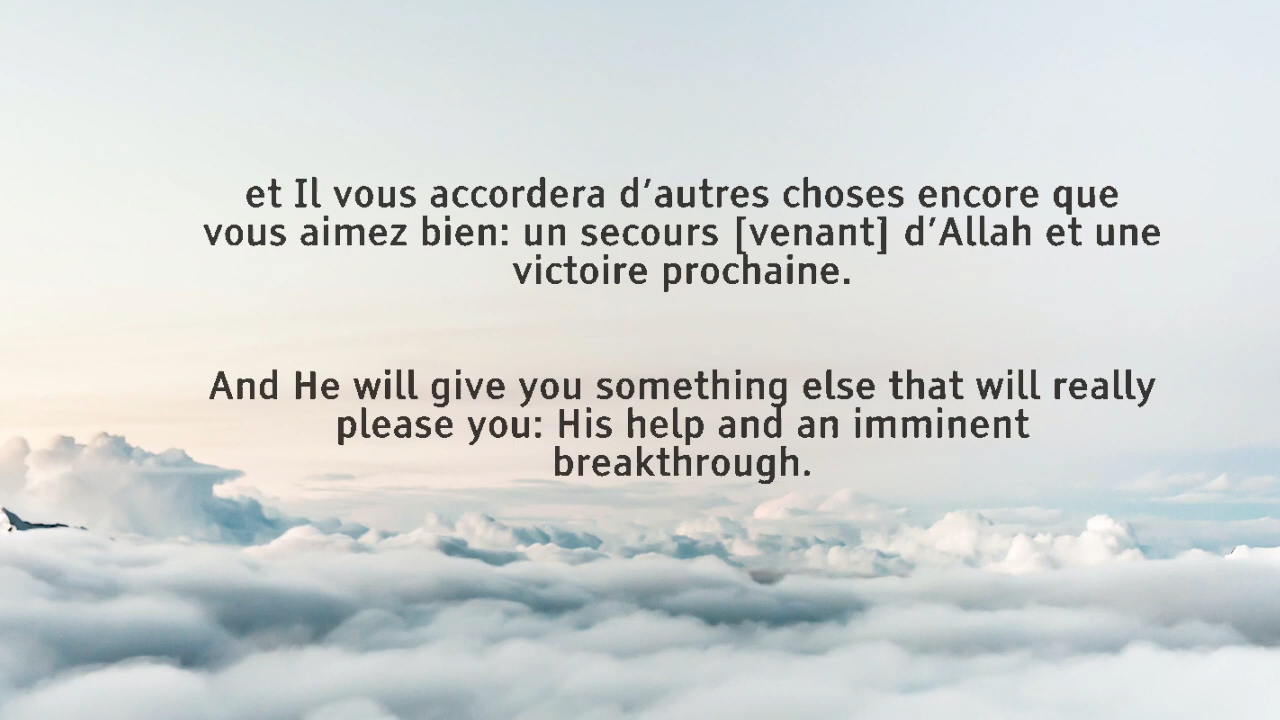 et Il vous accordera d’autres choses encore que
vous aimez bien: un secours [venant] d’Allah et une
victoire prochaine.
And He will give you something else that will really
please you: His help and an imminent
breakthrough.